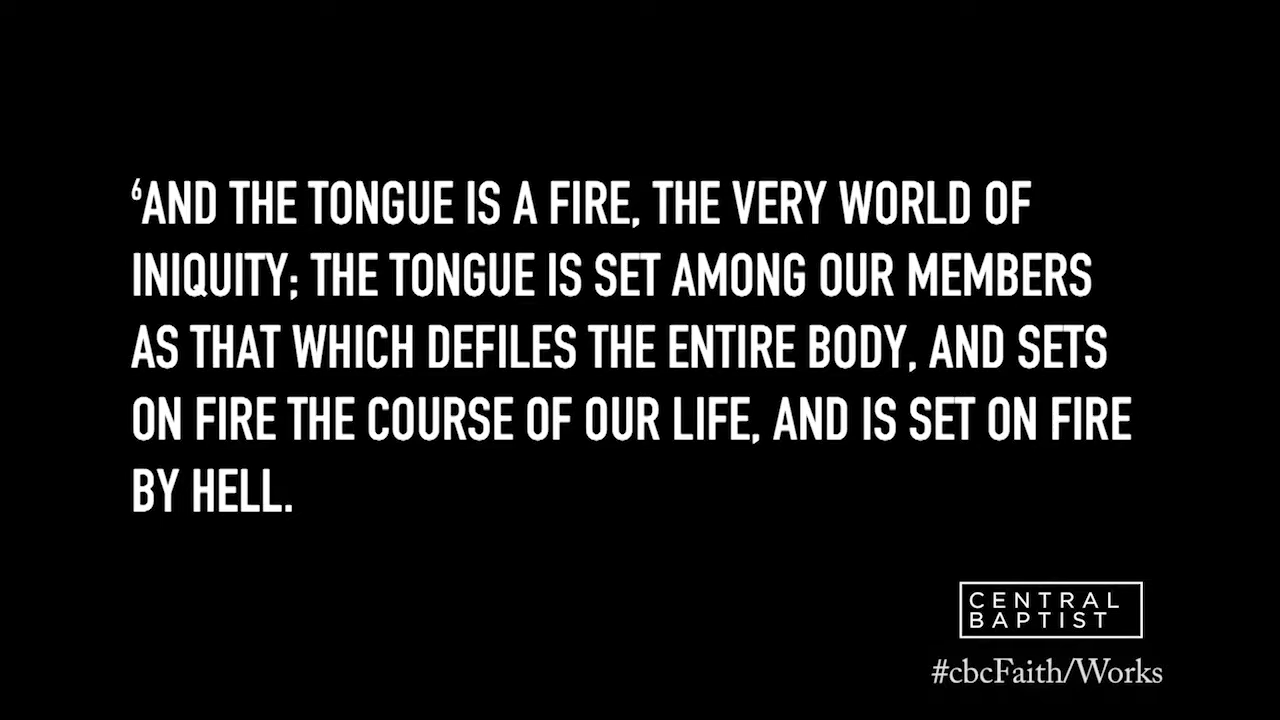 ⁶AND THE TONGUE IS A FIRE, THE VERY WORLD OF
INIQUITY; THE TONGUE IS SET AMONG OUR MEMBERS
AS THAT WHICH DEFILES THE ENTIRE BODY, AND SETS
ON FIRE THE COURSE OF OUR LIFE, AND IS SET ON FIRE
BY HELL.
CENTRAL
BAPTIST
#cbcFaith/Works